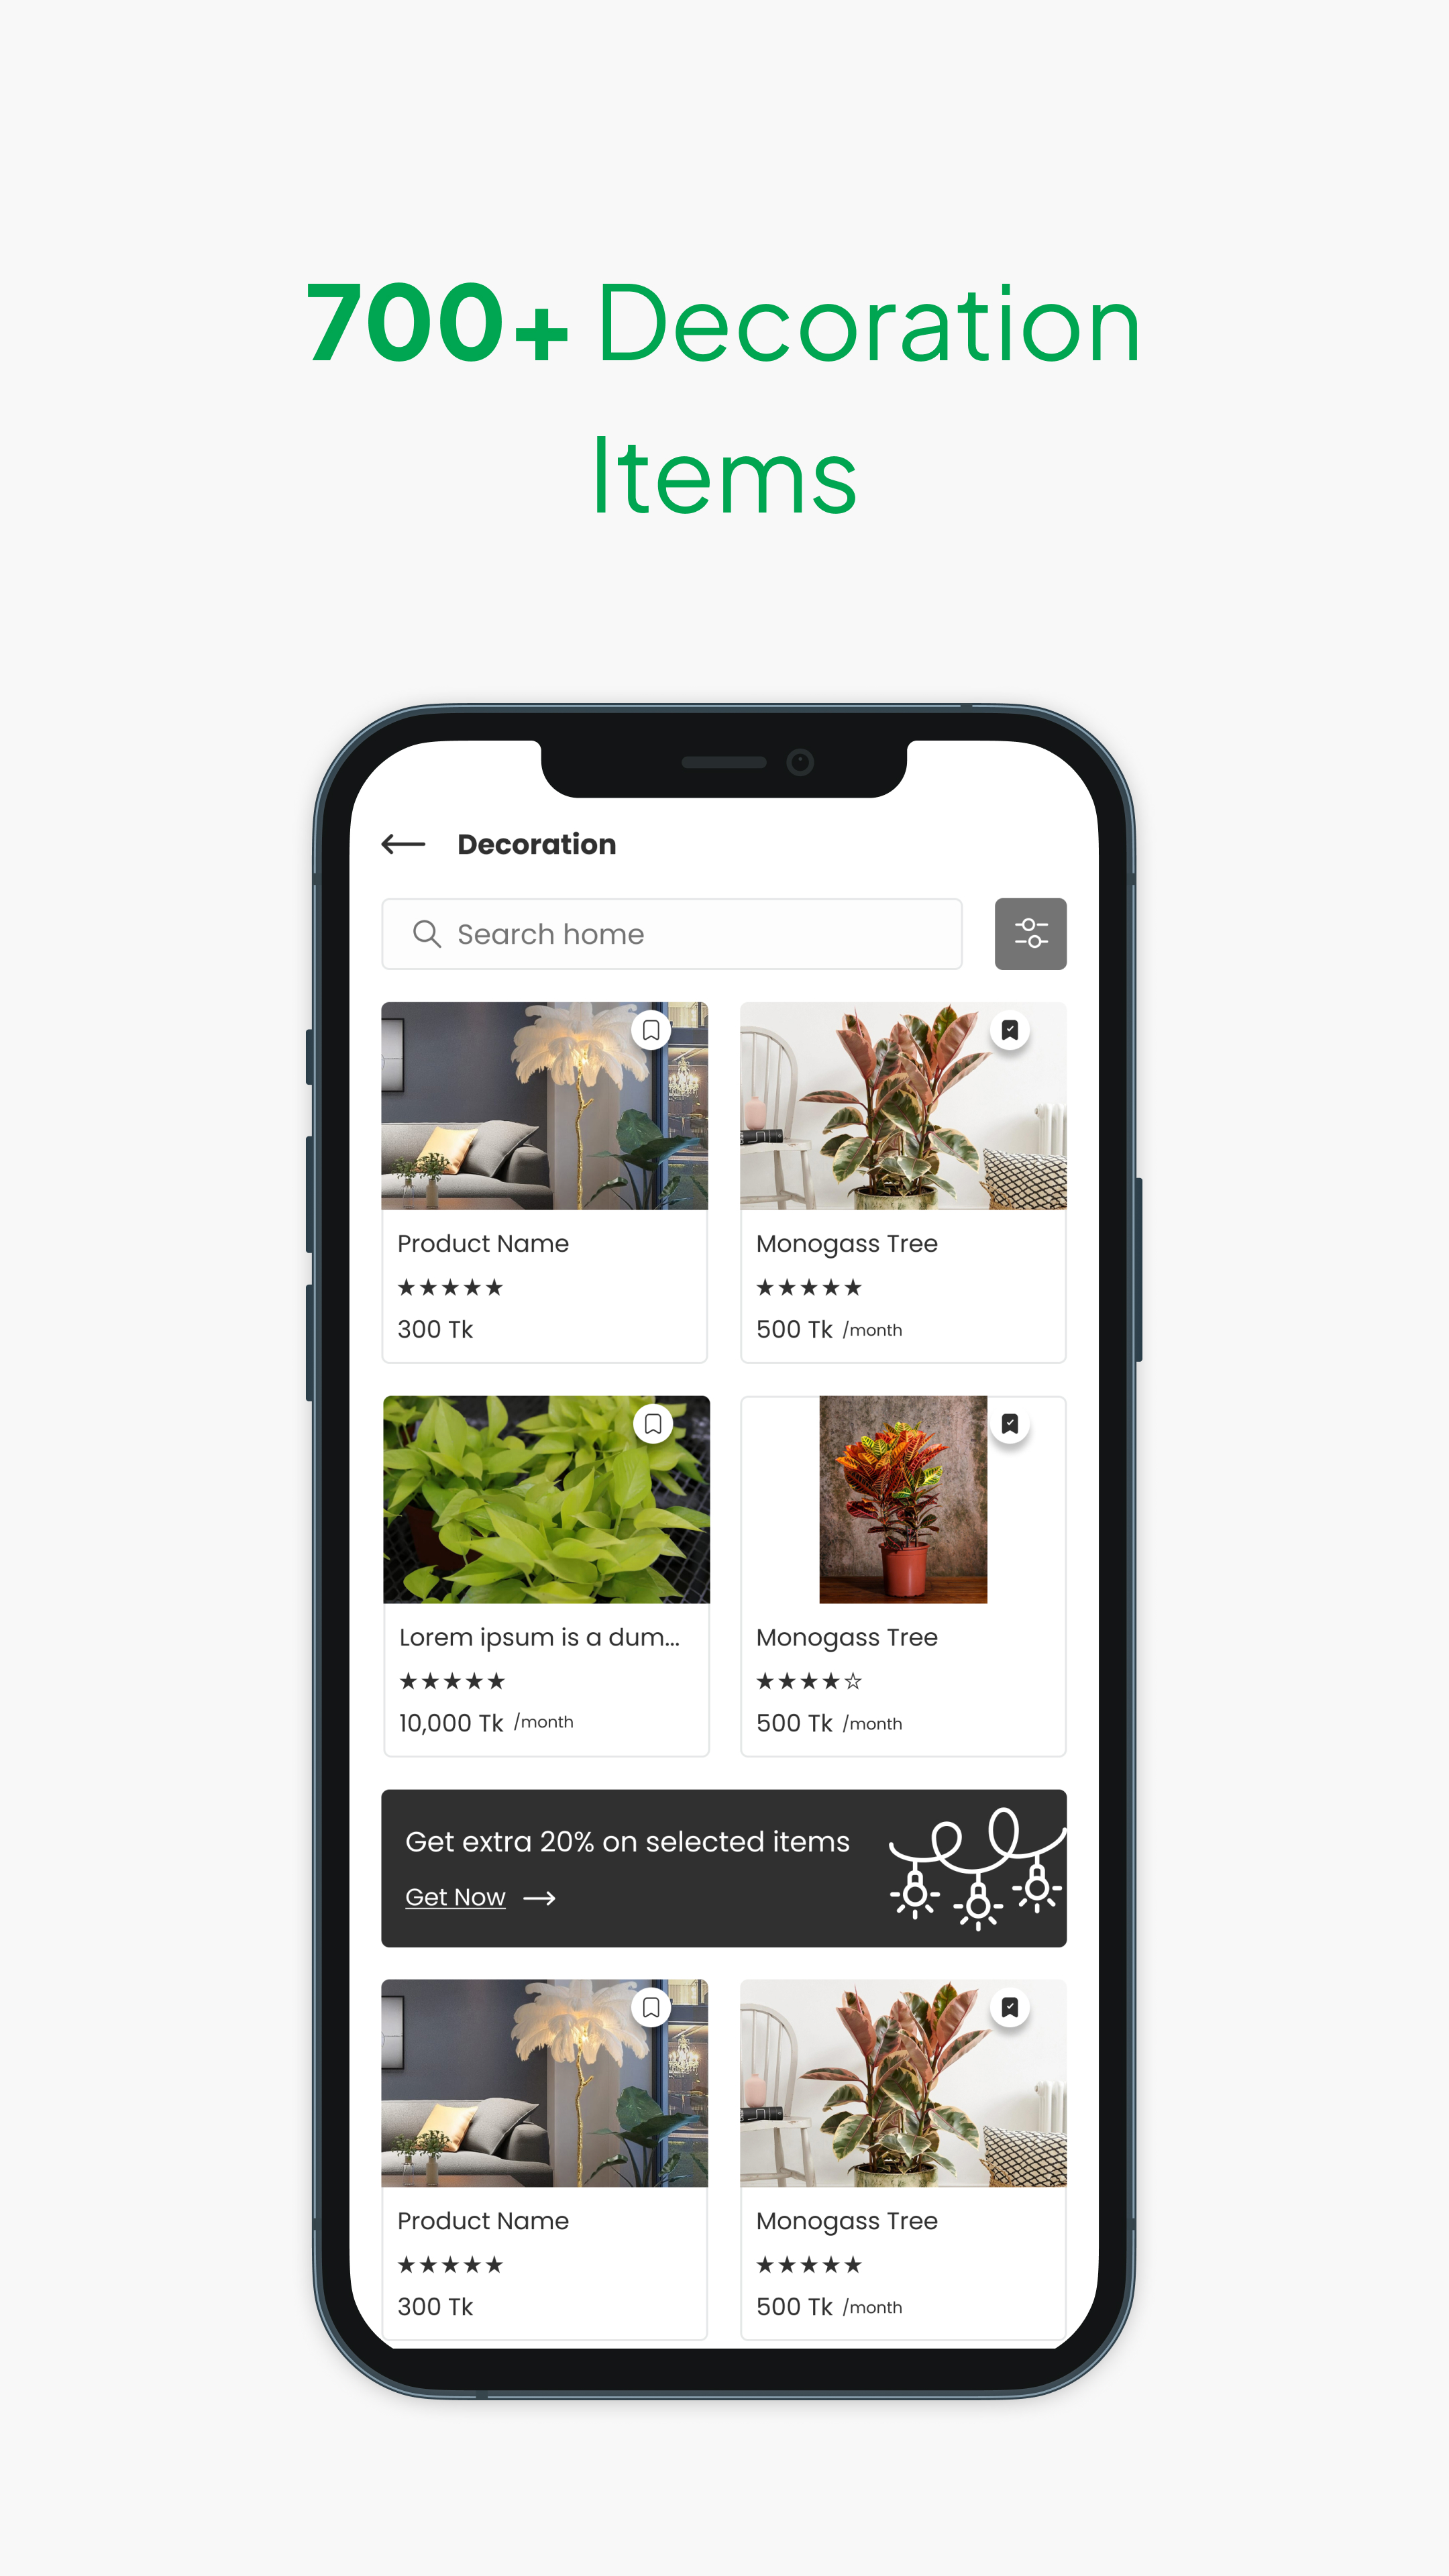 700+ Decoration
Items
Decoration
Search home
Product Name
★★★★★
300 Tk
Monogass Tree
★★★★★
500 Tk /month
Lorem ipsum is a dum...
★★★★★
10,000 Tk /month
Monogass Tree
★★★★☆
500 Tk /month
Get extra 20% on selected items
Get Now →
Product Name
★★★★★
300 Tk
Monogass Tree
★★★★★
500 Tk /month